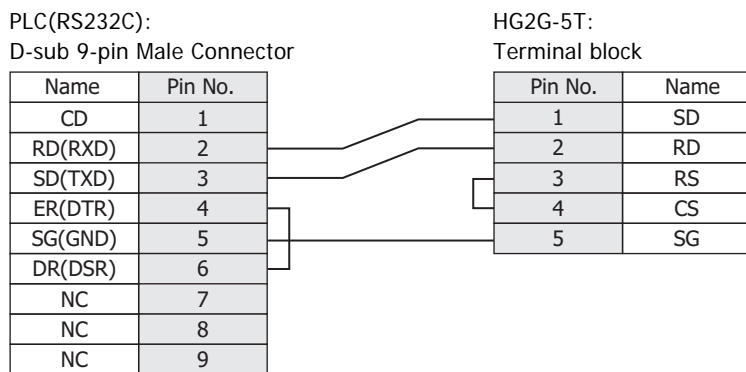 PLC(RS232C):
D-sub 9-pin Male Connector
Name Pin No.
CD 1
RD(RXD) 2
SD(TXD) 3
ER(DTR) 4
SG(GND) 5
DR(DSR) 6
NC 7
NC 8
NC 9
HG2G-5T:
Terminal block
Pin No. Name
1 SD
2 RD
3 RS
4 CS
5 SG